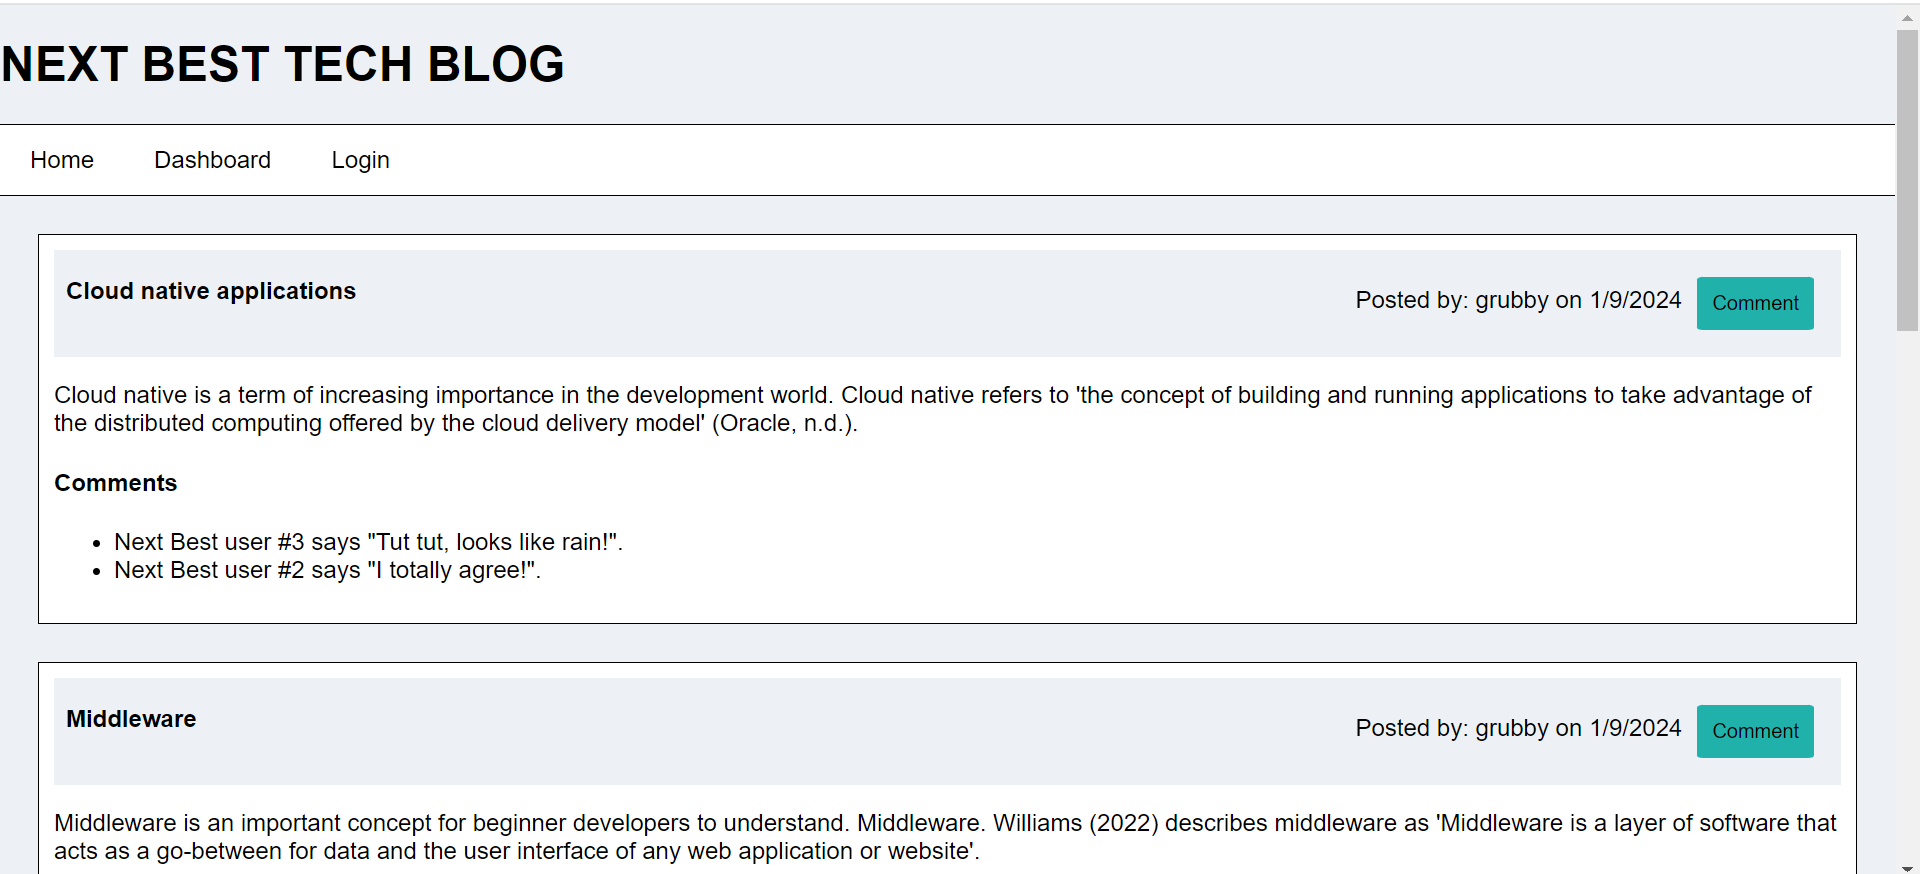 NEXT BEST TECH BLOG
Home Dashboard Login
Cloud native applications
Posted by: grubby on 1/9/2024 Comment
Cloud native is a term of increasing importance in the development world. Cloud native refers to 'the concept of building and running applications to take advantage of
the distributed computing offered by the cloud delivery model' (Oracle, n.d.).
Comments
• Next Best user #3 says "Tut tut, looks like rain!".
• Next Best user #2 says "I totally agree!".
Middleware
Posted by: grubby on 1/9/2024 Comment
Middleware is an important concept for beginner developers to understand. Middleware. Williams (2022) describes middleware as 'Middleware is a layer of software that
acts as a go-between for data and the user interface of any web application or website'.